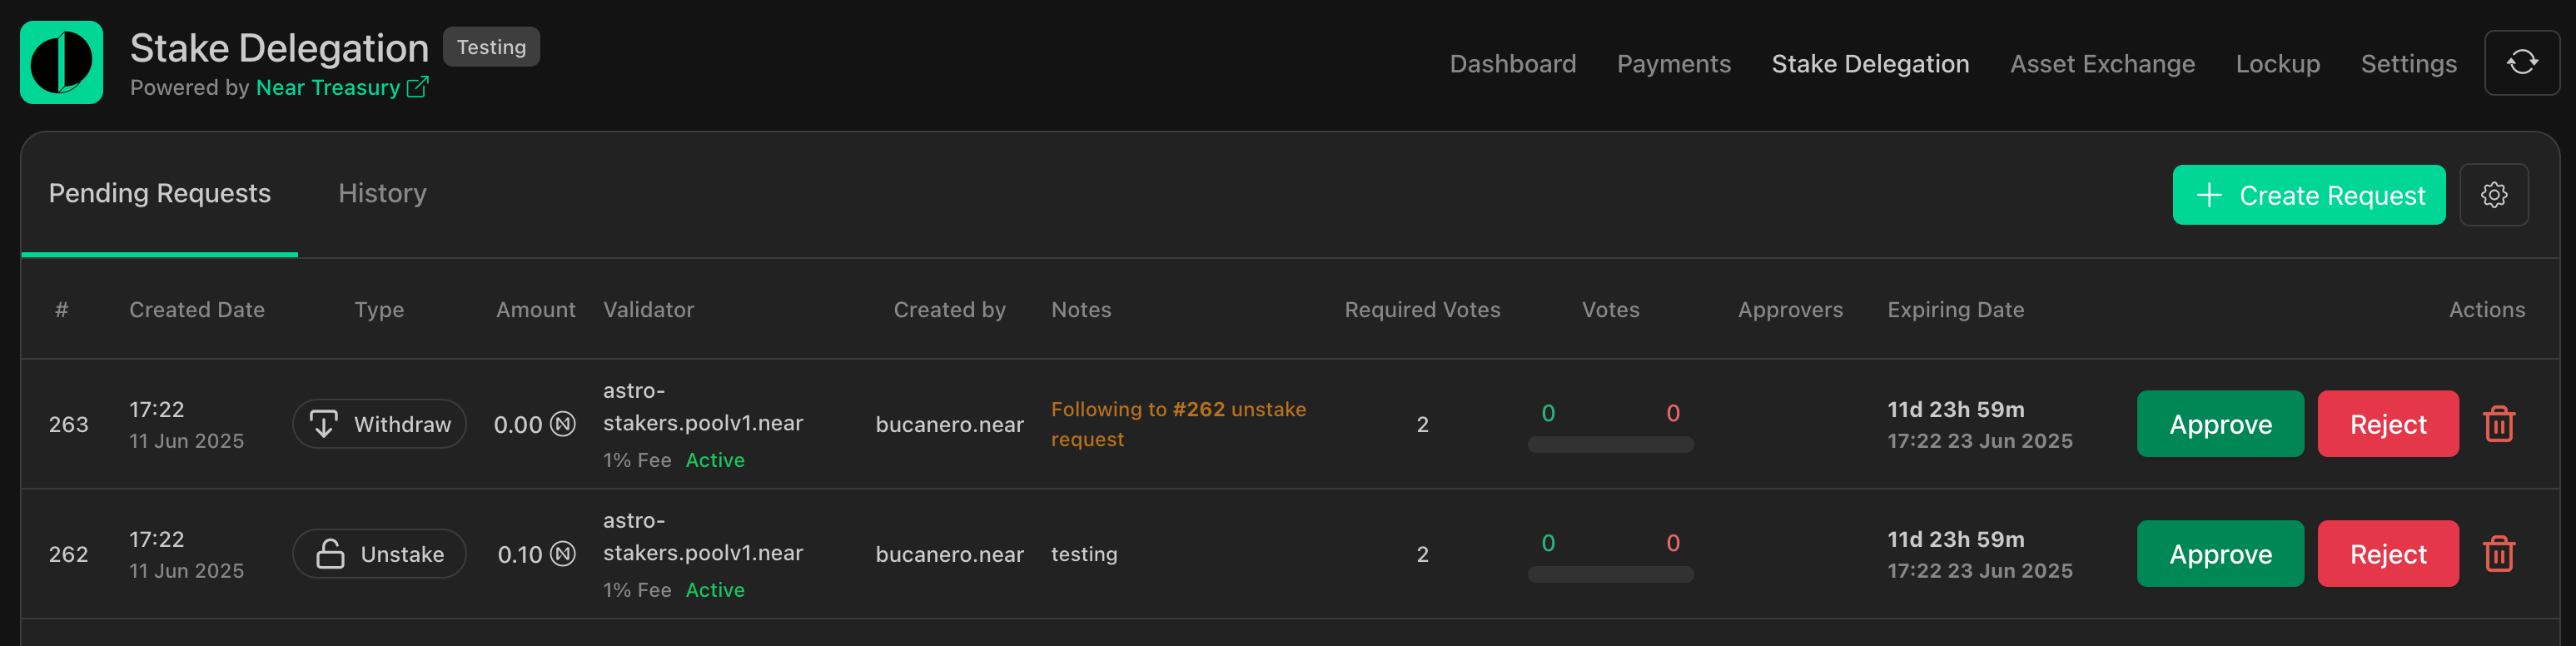 Stake Delegation Testing
Powered by Near Treasury
Dashboard Payments Stake Delegation Asset Exchange Lockup Settings
Pending Requests History
Create Request
# Created Date Type Amount Validator Created by Notes Required Votes Votes Approvers Expiring Date Actions
263
17:22
11 Jun 2025
Withdraw
0.00
astro-
stakers.poolv1.near
1% Fee Active
bucanero.near
Following to #262 unstake
request
2
0 0
11d 23h 59m
17:22 23 Jun 2025
Approve Reject
262
17:22
11 Jun 2025
Unstake
0.10
astro-
stakers.poolv1.near
1% Fee Active
bucanero.near
testing
2
0 0
11d 23h 59m
17:22 23 Jun 2025
Approve Reject